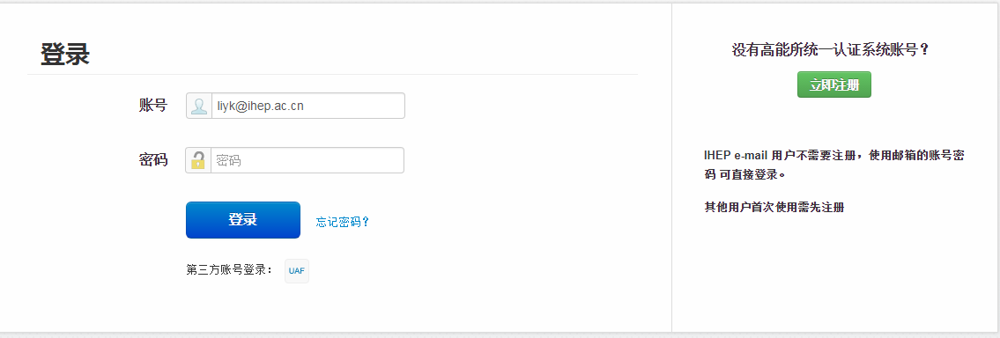 登录
账号
liyk@ihep.ac.cn
密码
密码
登录
忘记密码？
第三方账号登录：
UAF
没有高能所统一认证系统账号？
立即注册
IHEP e-mail 用户不需要注册，使用邮箱的账号密
码 可直接登录。
其他用户首次使用需先注册